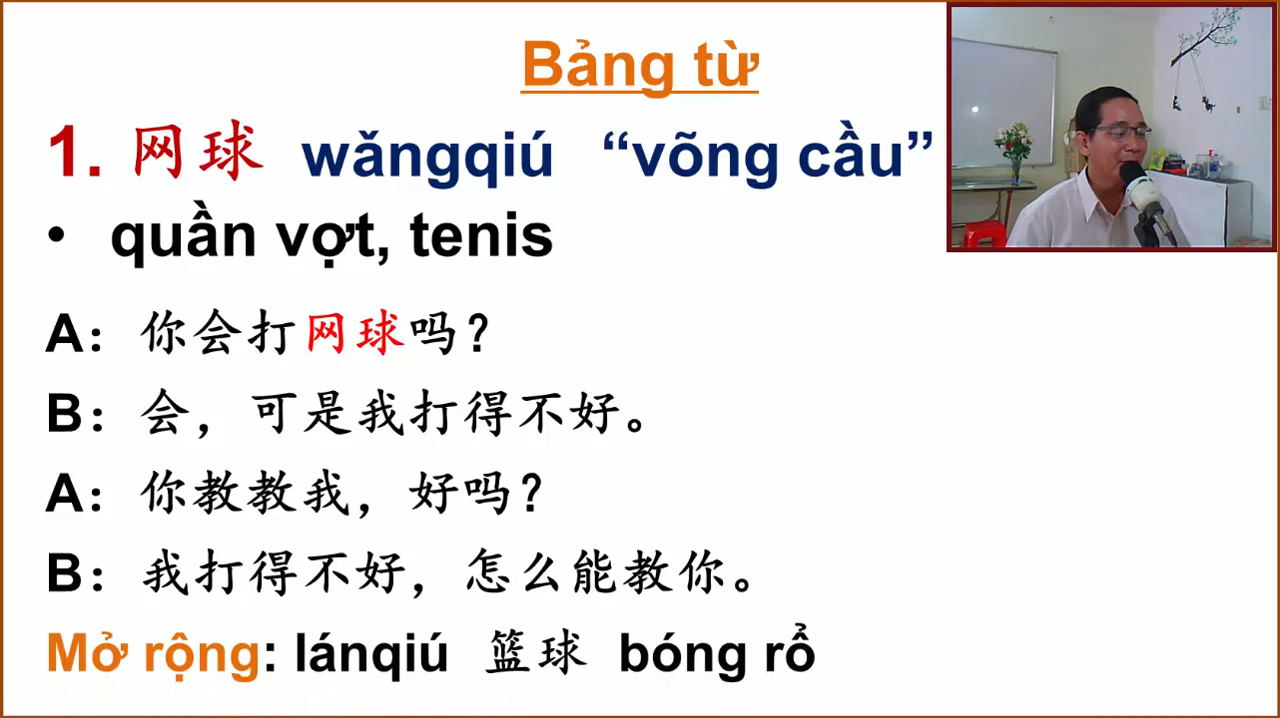 Bảng từ
1. 网球 wǎngqiú “võng cầu”
• quần vợt, tenis
A：你会打网球吗？
B：会，可是我打得不好。
A：你教教我，好吗？
B：我打得不好，怎么能教你。
Mở rộng: lánqiú 篮球 bóng rổ